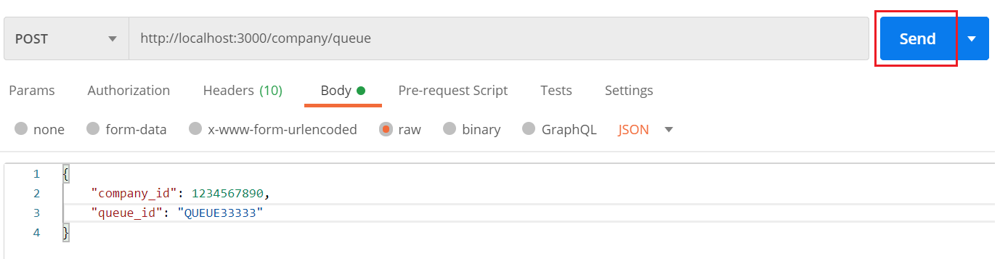 POST http://localhost:3000/company/queue Send
Params Authorization Headers (10) Body Pre-request Script Tests Settings
none form-data x-www-form-urlencoded raw binary GraphQL JSON
1 {
2 "company_id": 1234567890,
3 "queue_id": "QUEUE33333"
4 }